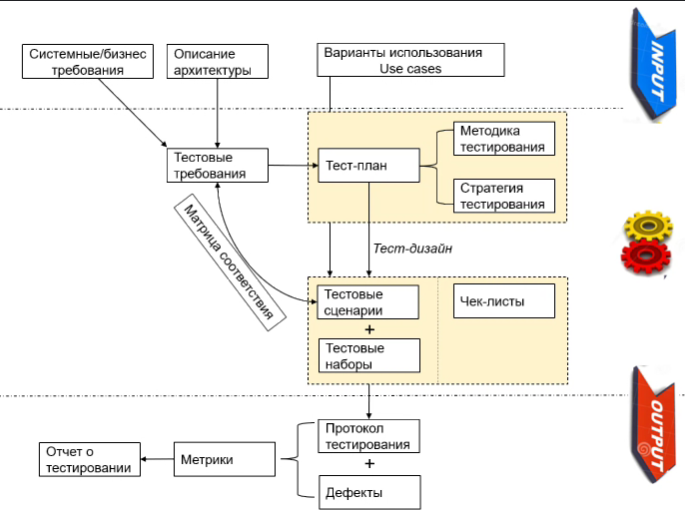 Системные/бизнес
требования
Описание
архитектуры
Варианты использования
Use cases
INPUT
Тестовые
требования
Тест-план
Методика
тестирования
Стратегия
тестирования
Матрица соответствия
Тест-дизайн
Тестовые
сценарии
+
Тестовые
наборы
Чек-листы
,
Протокол
тестирования
+
Дефекты
Метрики
Отчет о
тестировании
OUTPUT